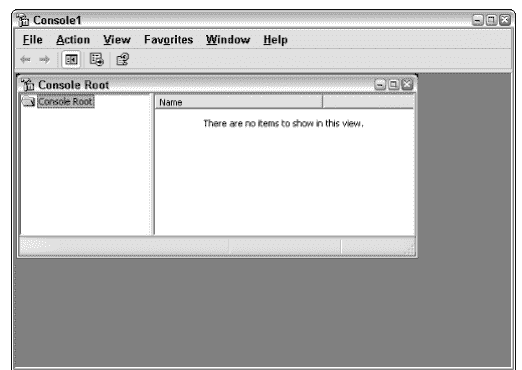 Console1
File Action View Favorites Window Help
Console Root
Console Root
Name
There are no items to show in this view.